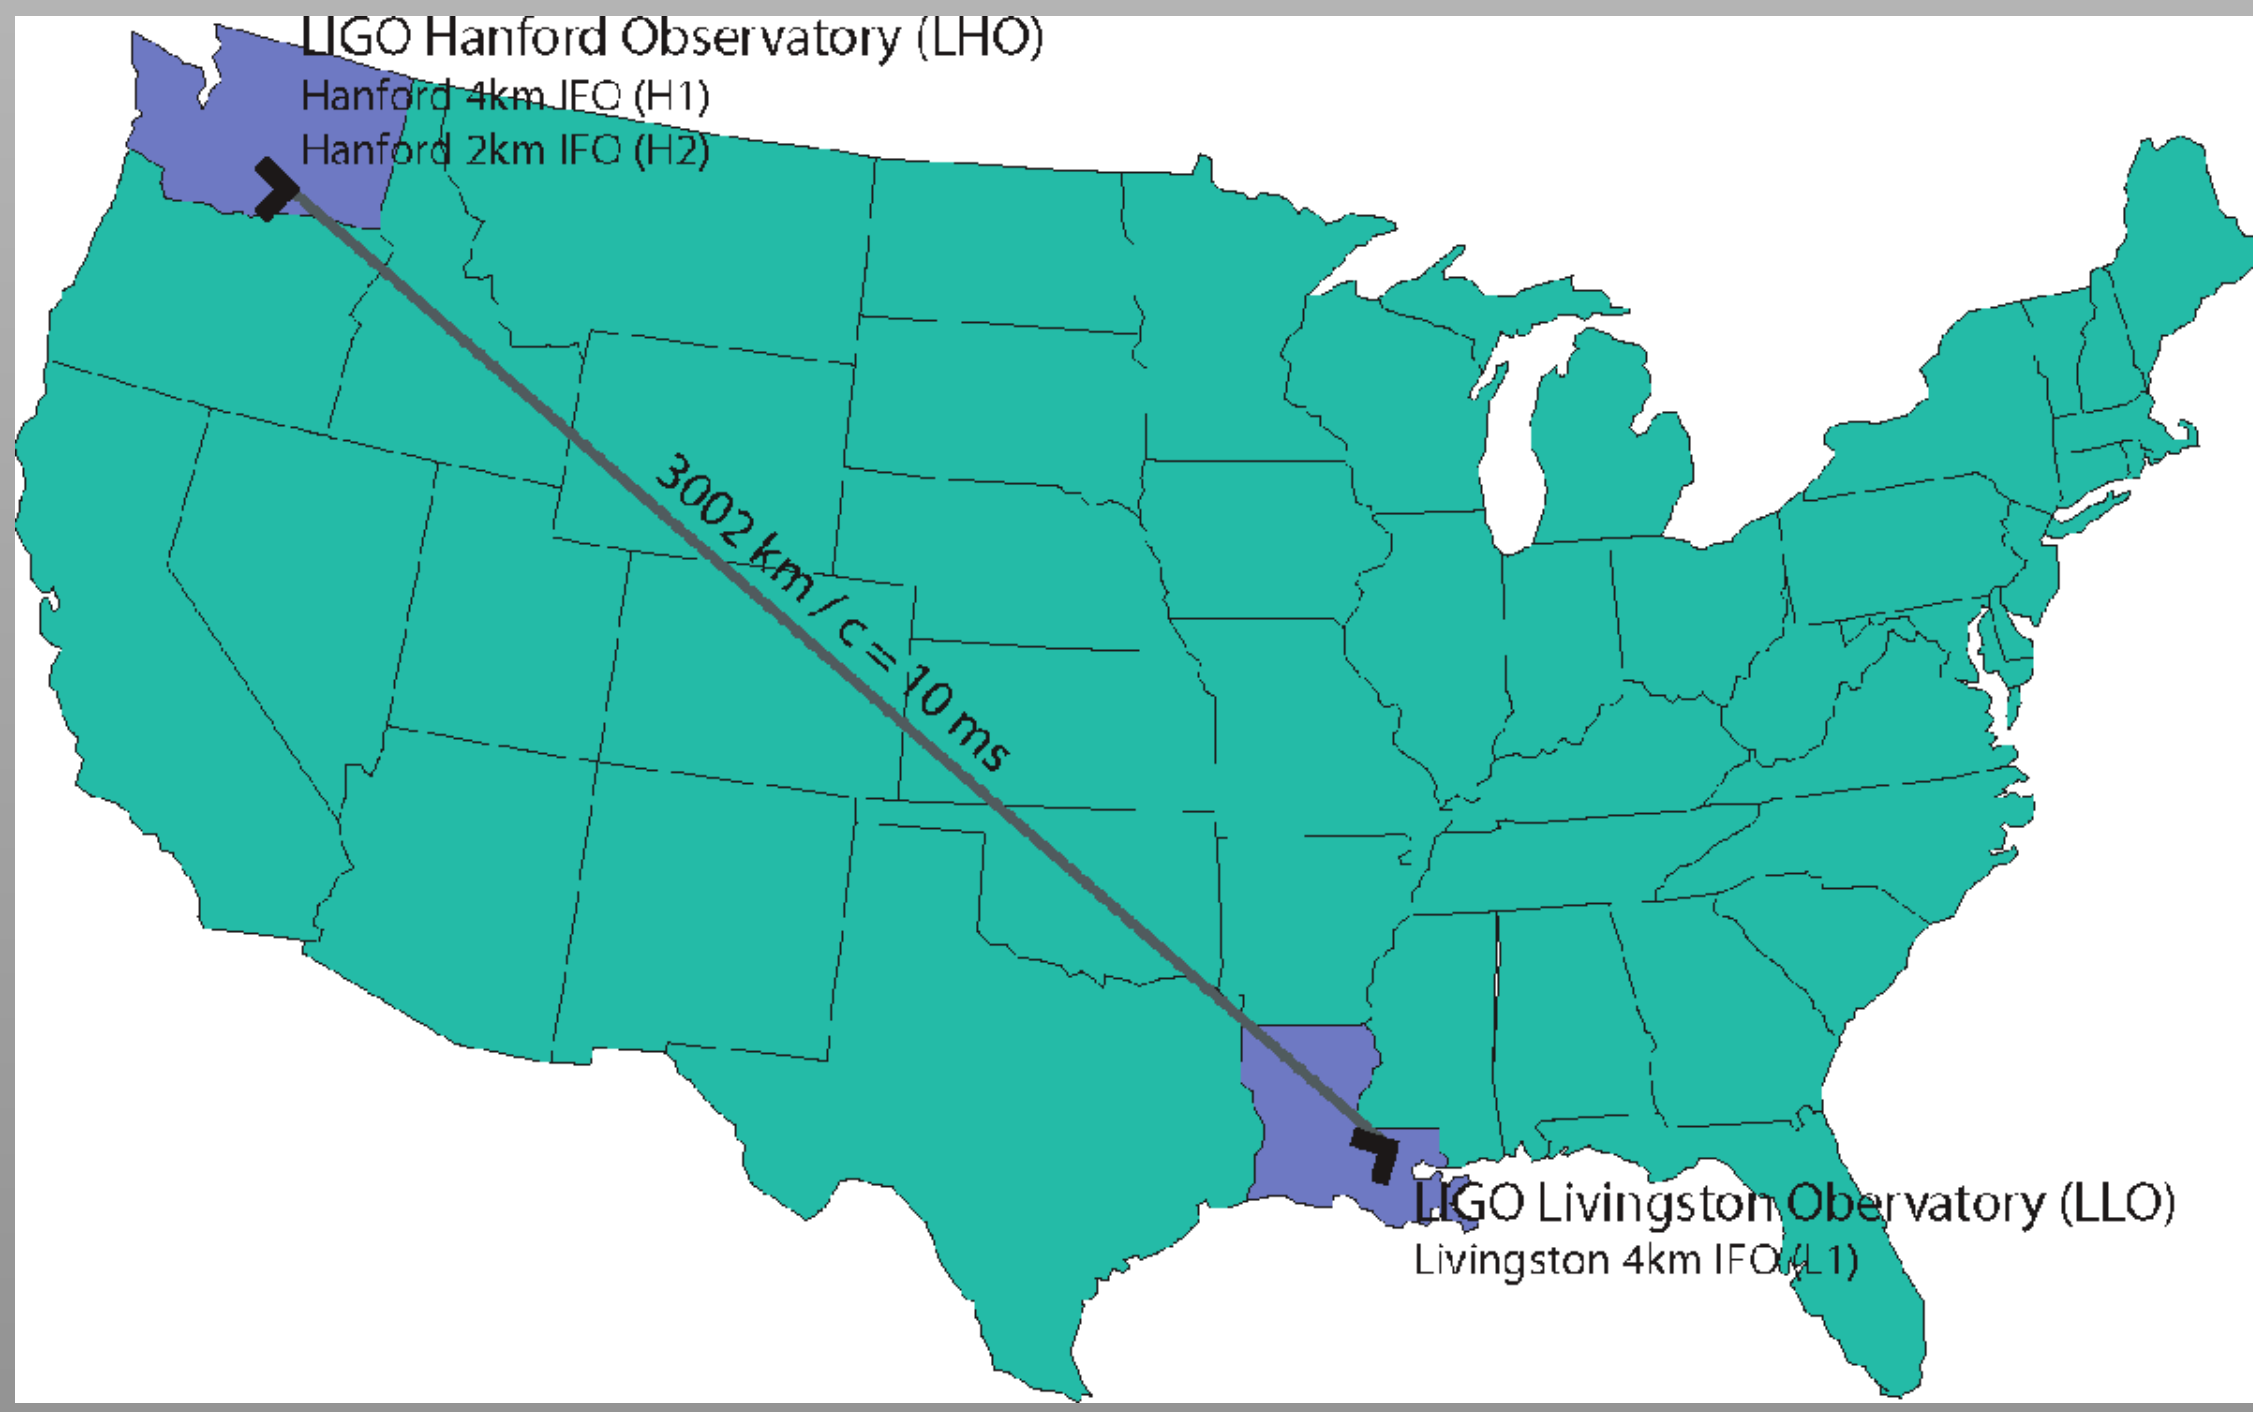 LIGO Hanford Observatory (LHO)
Hanford 4km IFO (H1)
Hanford 2km IFO (H2)
3002 km / c = 10 ms
LIGO Livingston Obervatory (LLO)
Livingston 4km IFO (L1)